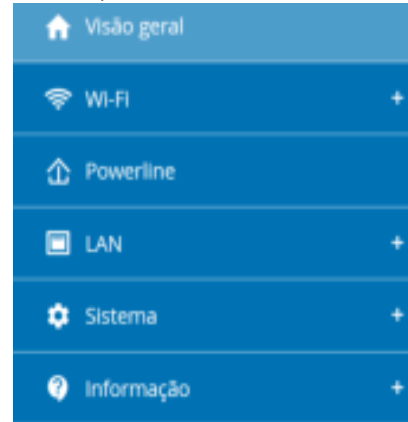 Visão geral
WI-FI +
Powerline
LAN +
Sistema +
Informação +